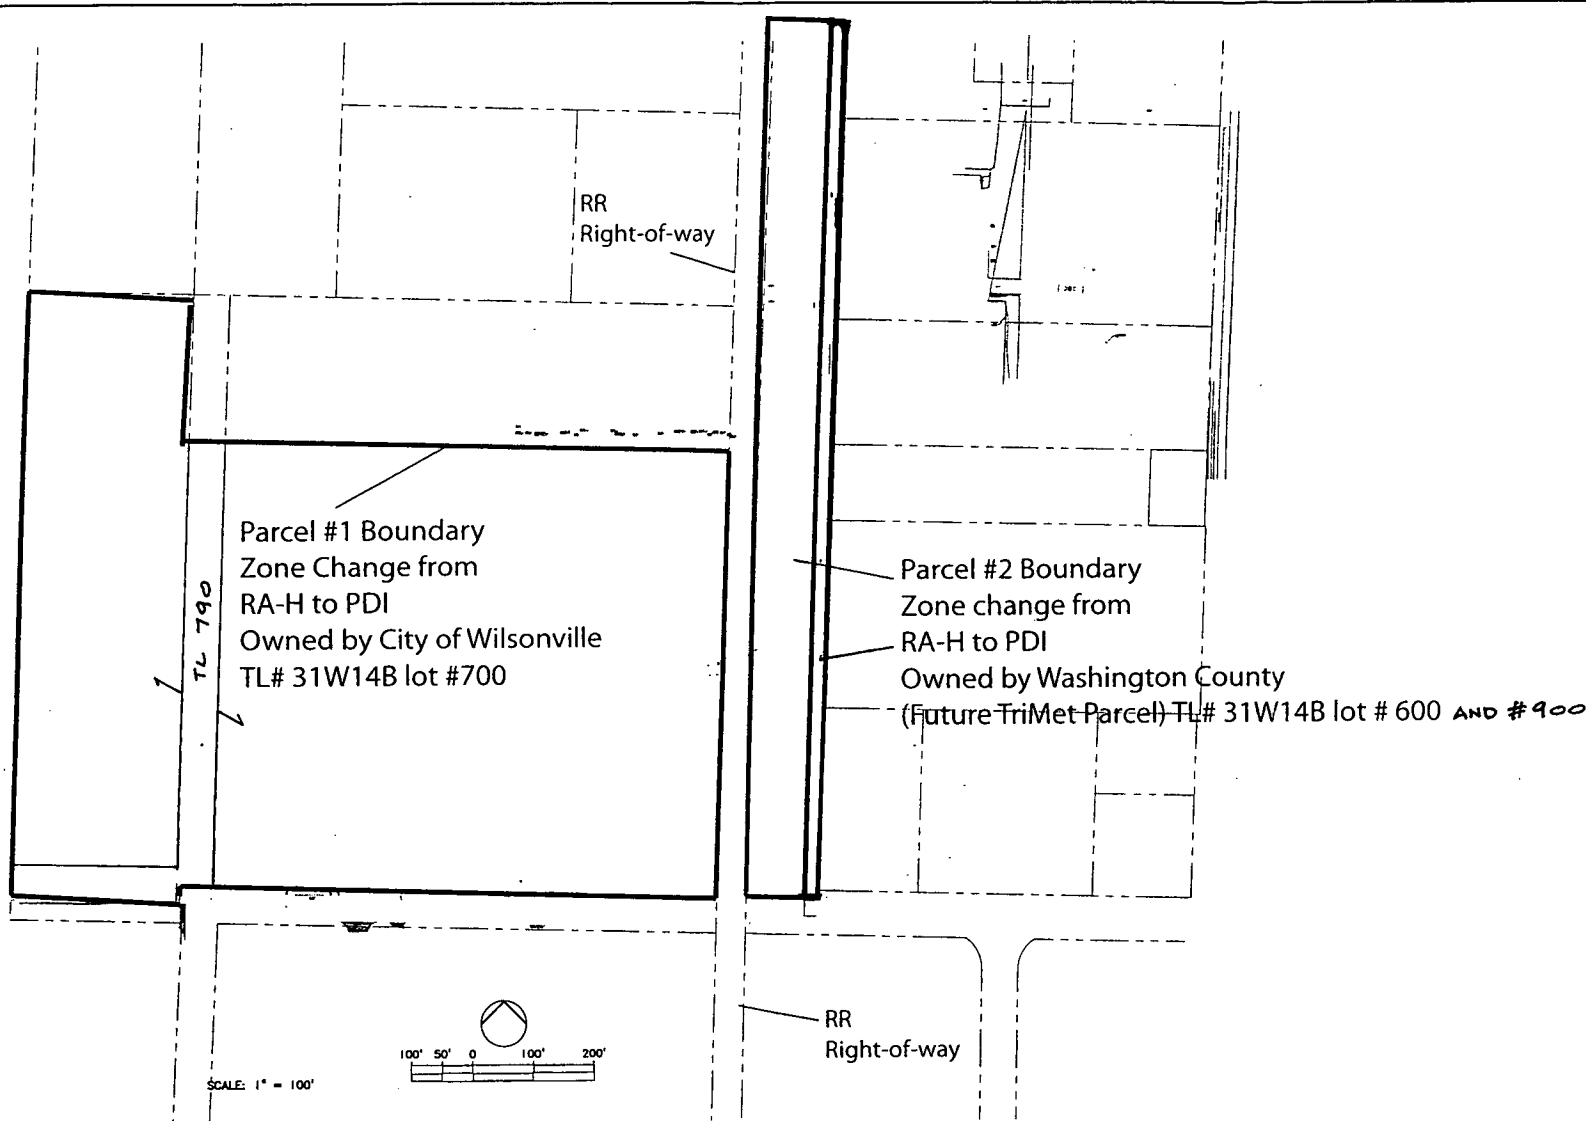 RR
Right-of-way
Parcel #1 Boundary
Zone Change from
RA-H to PDI
Owned by City of Wilsonville
TL# 31W14B lot #700
TL 790
Parcel #2 Boundary
Zone change from
RA-H to PDI
Owned by Washington County
(Future TriMet Parcel) TL# 31W14B lot # 600 AND #900
RR
Right-of-way
100' 50' 0 100' 200'
SCALE: 1" = 100'